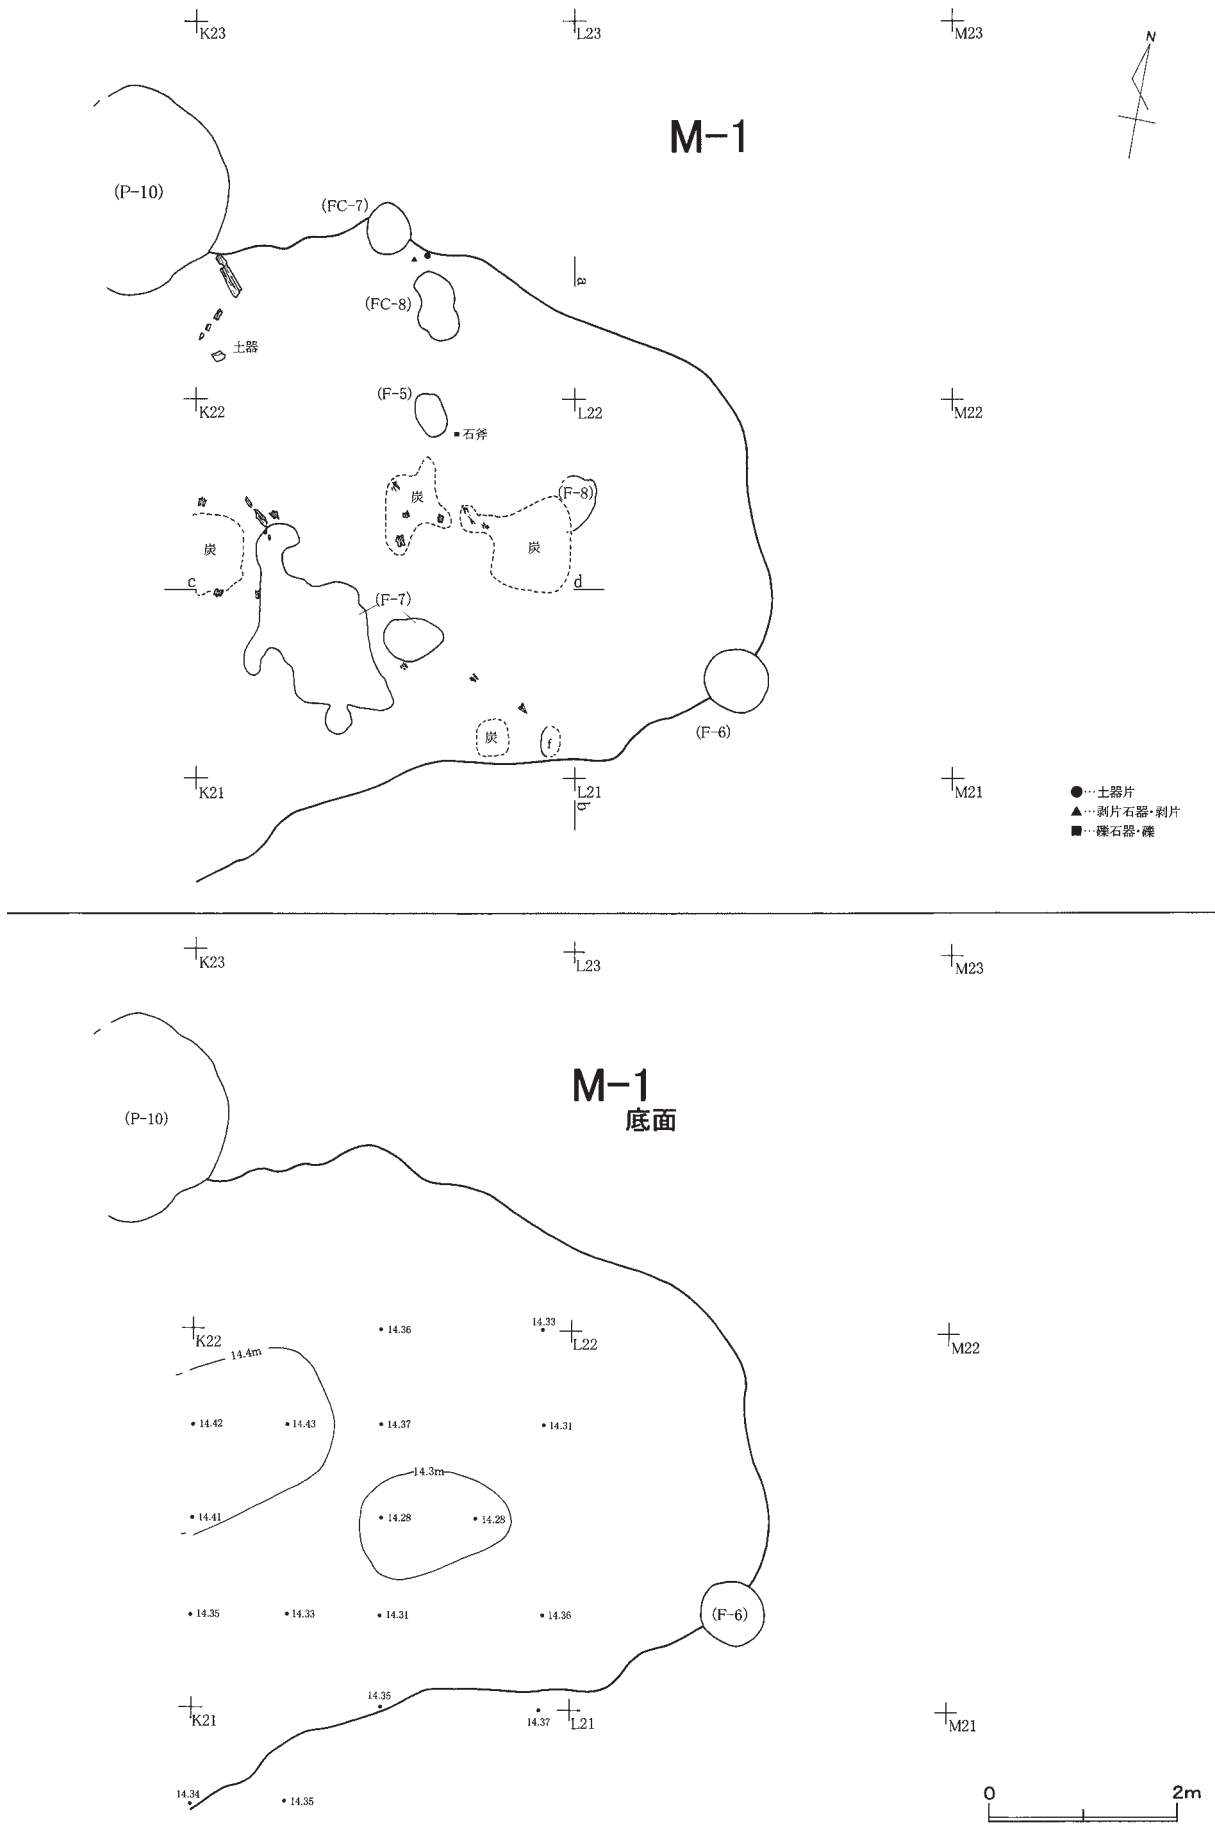 K23
L23
M23
N
M-1
(P-10)
(FC-7)
a
(FC-8)
土器
(F-5)
K22
L22
M22
石斧
炭
(F-8)
炭
炭
c
d
(F-7)
炭
f
(F-6)
K21
L21
M21
b
●…土器片
▲…剥片石器・剥片
■…礫石器・礫
K23
L23
M23
M-1
底面
(P-10)
14.33
14.36
K22
L22
M22
14.4m
14.42
14.43
14.37
14.31
14.3m
14.41
14.28
14.28
14.35
14.33
14.31
14.36
(F-6)
K21
L21
M21
14.37
14.34
14.35
0
2m